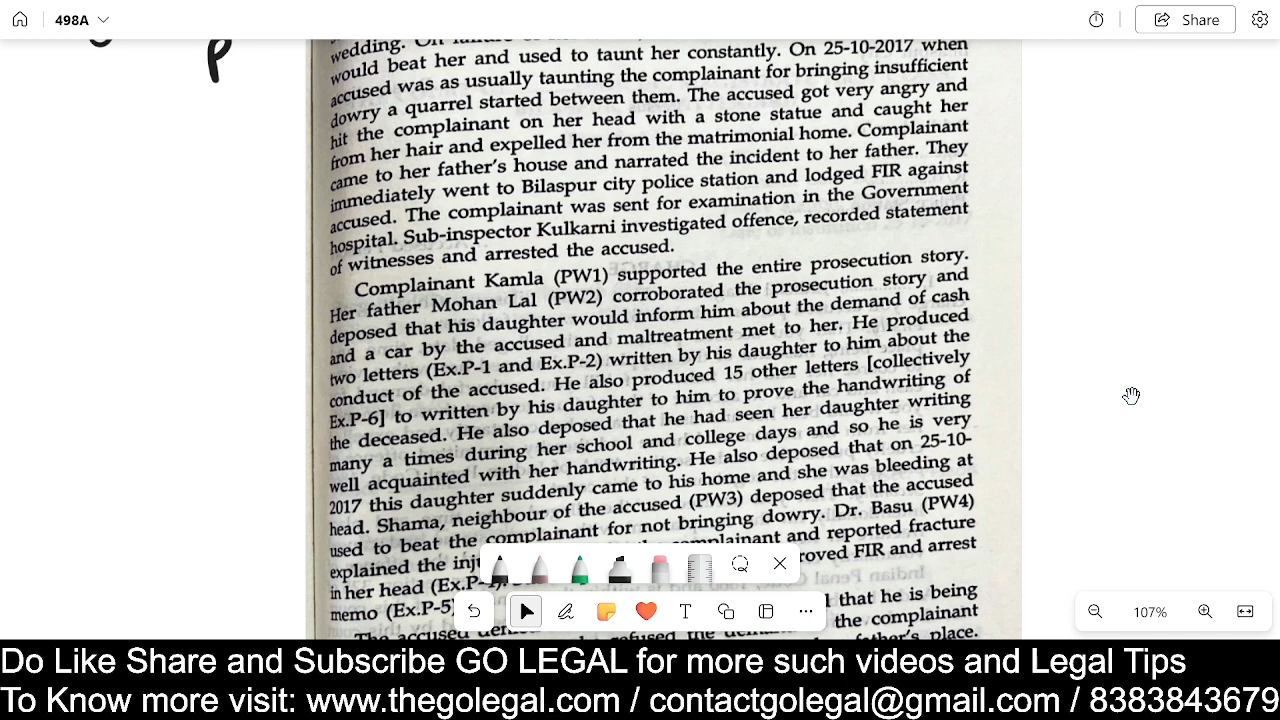 498A
Share
p
wedding. On
would beat her and used to taunt her constantly. On 25-10-2017 when
accused was as usually taunting the complainant for bringing insufficient
dowry a quarrel started between them. The accused got very angry and
hit the complainant on her head with a stone statue and caught her
from her hair and expelled her from the matrimonial home. Complainant
came to her father's house and narrated the incident to her father. They
immediately went to Bilaspur city police station and lodged FIR against
accused. The complainant was sent for examination in the Government
hospital. Sub-inspector Kulkarni investigated offence, recorded statement
of witnesses and arrested the accused.
Complainant Kamla (PW1) supported the entire prosecution story.
Her father Mohan Lal (PW2) corroborated the prosecution story and
deposed that his daughter would inform him about the demand of cash
and a car by the accused and maltreatment met to her. He produced
two letters (Ex.P-1 and Ex.P-2) written by his daughter to him about the
conduct of the accused. He also produced 15 other letters [collectively
Ex.P-6] to written by his daughter to him to prove the handwriting of
the deceased. He also deposed that he had seen her daughter writing
many a times during her school and college days and so he is very
well acquainted with her handwriting. He also deposed that on 25-10-
2017 this daughter suddenly came to his home and she was bleeding at
head. Shama, neighbour of the accused (PW3) deposed that the accused
used to beat the complainant for not bringing dowry. Dr. Basu (PW4)
explained the complainant and reported fracture
in her head (Ex.P- FIR and arrest
memo (Ex.P-5) that he is being
The accused refused the the complainant
father's place.
107%
Do Like Share and Subscribe GO LEGAL for more such videos and Legal Tips
To Know more visit: www.thegolegal.com / contactgolegal@gmail.com / 8383843679